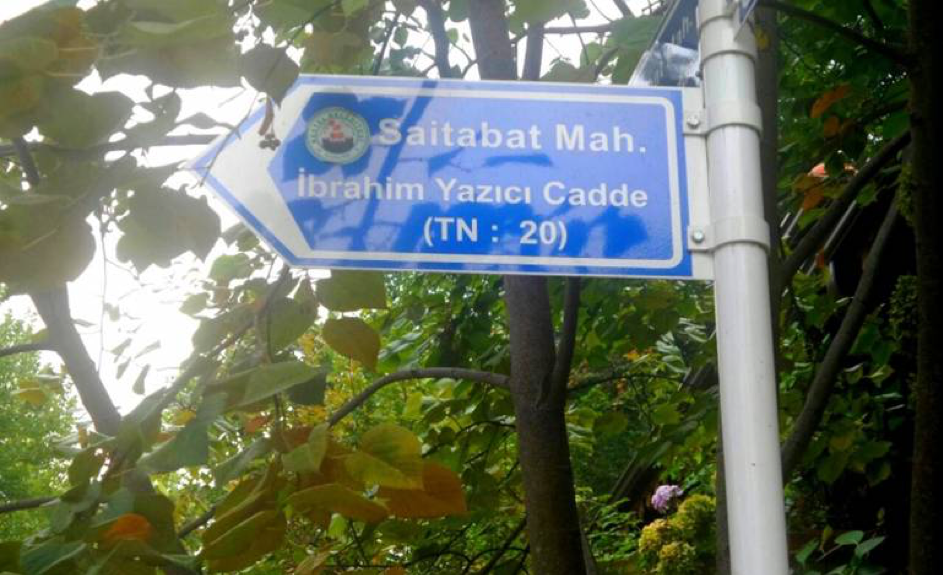 Saitabat Mah.
İbrahim Yazıcı Cadde
(TN : 20)